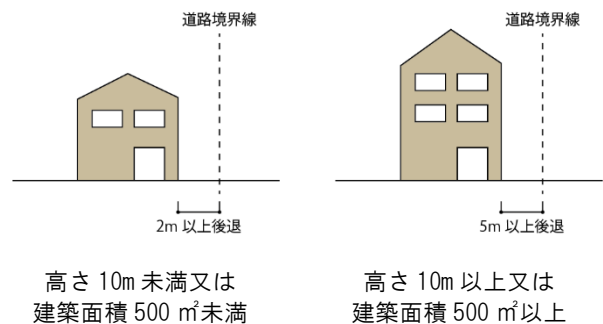 道路境界線
道路境界線
2m 以上後退
5m 以上後退
高さ 10m 未満又は
建築面積 500 ㎡未満
高さ 10m 以上又は
建築面積 500 ㎡以上